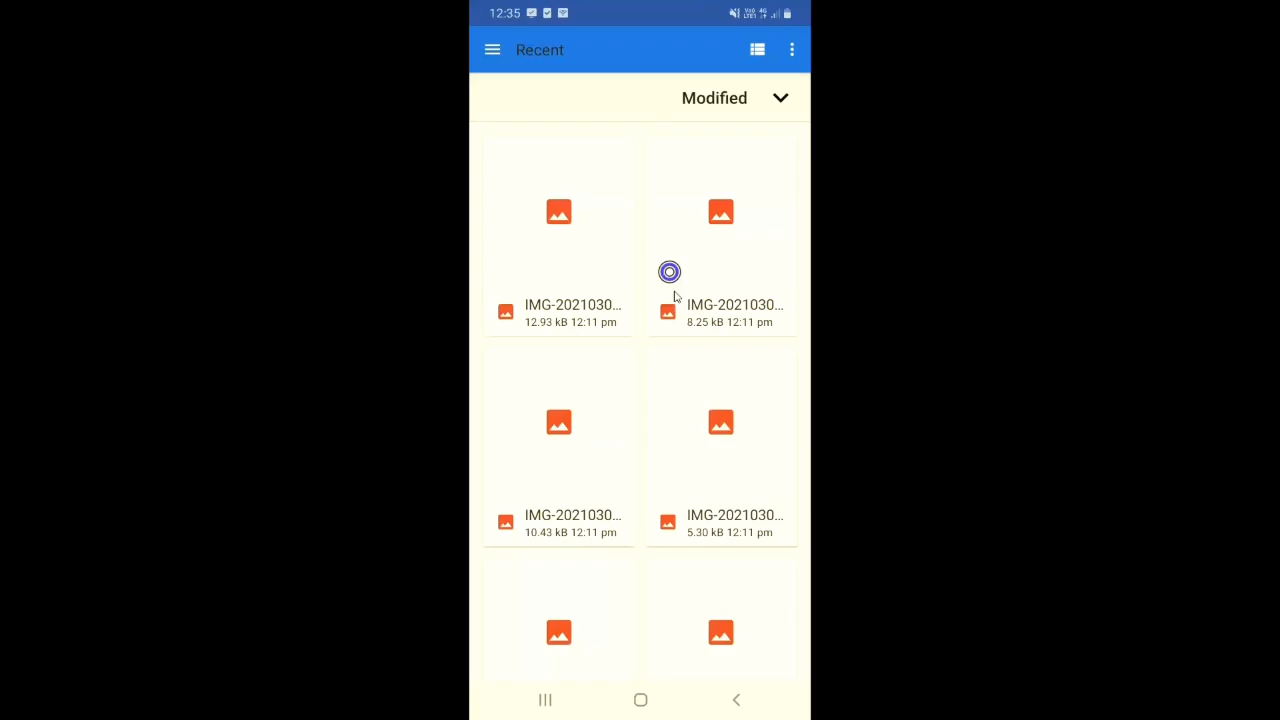 12:35
Recent
Modified
IMG-2021030...
12.93 kB 12:11 pm
IMG-2021030...
8.25 kB 12:11 pm
IMG-2021030...
10.43 kB 12:11 pm
IMG-2021030...
5.30 kB 12:11 pm